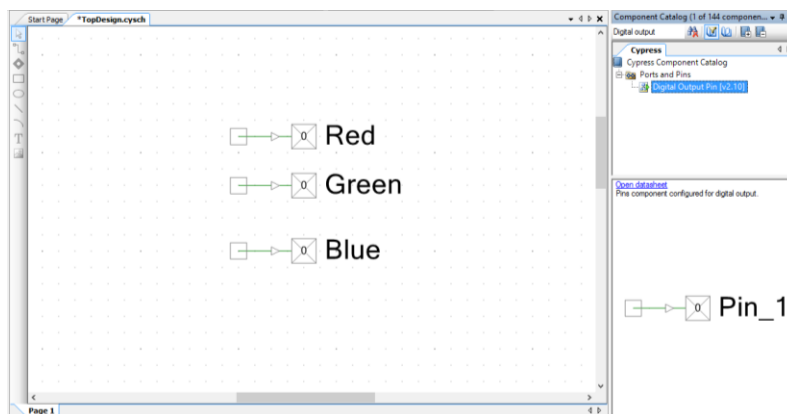 Start Page
*TopDesign.cysch
Component Catalog (1 of 144 componen...
Digital output
Cypress
Cypress Component Catalog
Ports and Pins
Digital Output Pin [v2.10]
0
Red
0
Green
0
Blue
T
Open datasheet
Pins component configured for digital output.
0
Pin_1
Page 1